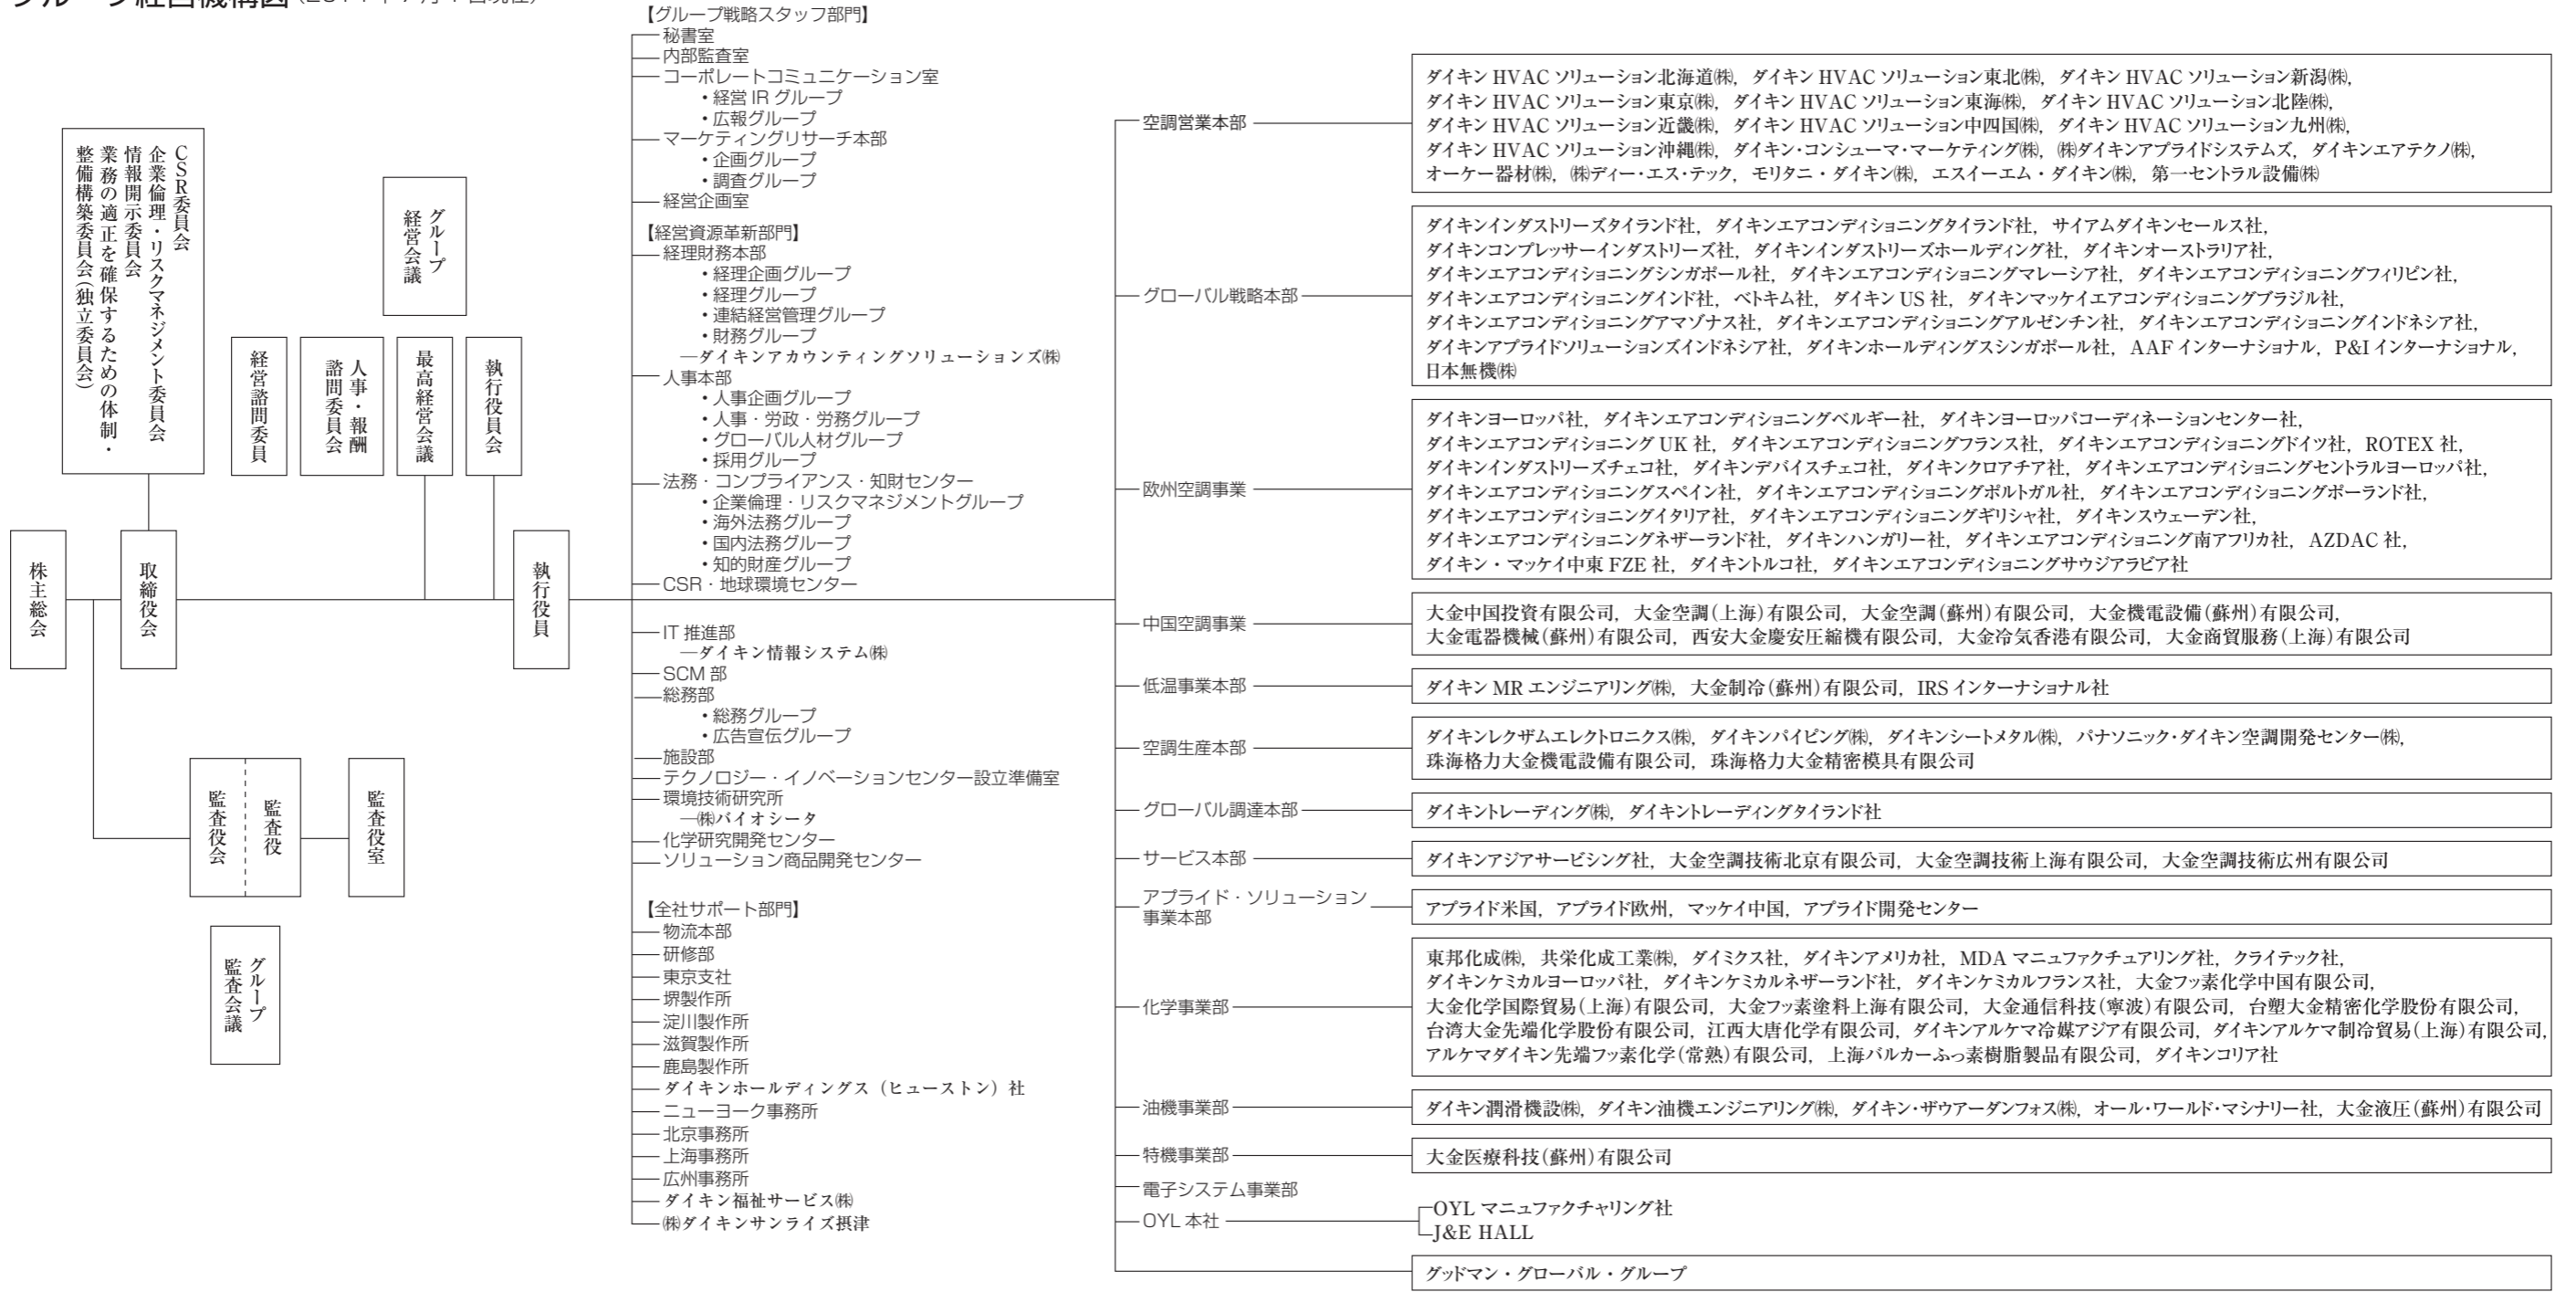 株主総会
取締役会
CSR委員会
企業倫理・リスクマネジメント委員会
情報開示委員会
業務の適正を確保するための体制・
整備構築委員会(独立委員会)
経営諮問委員
人事・報酬
諮問委員会
グループ
経営会議
最高経営会議
執行役員会
執行役員
監査役会
監査役
監査役室
グループ
監査会議
【グループ戦略スタッフ部門】
秘書室
内部監査室
コーポレートコミュニケーション室
・経営 IR グループ
・広報グループ
マーケティングリサーチ本部
・企画グループ
・調査グループ
経営企画室
【経営資源革新部門】
経理財務本部
・経理企画グループ
・経理グループ
・連結経営管理グループ
・財務グループ
―ダイキンアカウンティングソリューションズ㈱
人事本部
・人事企画グループ
・人事・労政・労務グループ
・グローバル人材グループ
・採用グループ
法務・コンプライアンス・知財センター
・企業倫理・リスクマネジメントグループ
・海外法務グループ
・国内法務グループ
・知的財産グループ
CSR・地球環境センター
IT 推進部
―ダイキン情報システム㈱
SCM 部
総務部
・総務グループ
・広告宣伝グループ
施設部
テクノロジー・イノベーションセンター設立準備室
環境技術研究所
―㈱バイオシータ
化学研究開発センター
ソリューション商品開発センター
【全社サポート部門】
物流本部
研修部
東京支社
堺製作所
淀川製作所
滋賀製作所
鹿島製作所
ダイキンホールディングス（ヒューストン）社
ニューヨーク事務所
北京事務所
上海事務所
広州事務所
ダイキン福祉サービス㈱
㈱ダイキンサンライズ摂津
空調営業本部
ダイキン HVAC ソリューション北海道㈱, ダイキン HVAC ソリューション東北㈱, ダイキン HVAC ソリューション新潟㈱,
ダイキン HVAC ソリューション東京㈱, ダイキン HVAC ソリューション東海㈱, ダイキン HVAC ソリューション北陸㈱,
ダイキン HVAC ソリューション近畿㈱, ダイキン HVAC ソリューション中四国㈱, ダイキン HVAC ソリューション九州㈱,
ダイキン HVAC ソリューション沖縄㈱, ダイキン・コンシューマ・マーケティング㈱, ㈱ダイキンアプライドシステムズ, ダイキンエアテクノ㈱,
オーケー器材㈱, ㈱ディー・エス・テック, モリタニ・ダイキン㈱, エスイーエム・ダイキン㈱, 第一セントラル設備㈱
グローバル戦略本部
ダイキンインダストリーズタイランド社, ダイキンエアコンディショニングタイランド社, サイアムダイキンセールス社,
ダイキンコンプレッサーインダストリーズ社, ダイキンインダストリーズホールディング社, ダイキンオーストラリア社,
ダイキンエアコンディショニングシンガポール社, ダイキンエアコンディショニングマレーシア社, ダイキンエアコンディショニングフィリピン社,
ダイキンエアコンディショニングインド社, ベトキム社, ダイキン US 社, ダイキンマッケイエアコンディショニングブラジル社,
ダイキンエアコンディショニングアマゾナス社, ダイキンエアコンディショニングアルゼンチン社, ダイキンエアコンディショニングインドネシア社,
ダイキンアプライドソリューションズインドネシア社, ダイキンホールディングスシンガポール社, AAF インターナショナル, P&I インターナショナル,
日本無機㈱
欧州空調事業
ダイキンヨーロッパ社, ダイキンエアコンディショニングベルギー社, ダイキンヨーロッパコーディネーションセンター社,
ダイキンエアコンディショニング UK 社, ダイキンエアコンディショニングフランス社, ダイキンエアコンディショニングドイツ社, ROTEX 社,
ダイキンインダストリーズチェコ社, ダイキンデバイスチェコ社, ダイキンクロアチア社, ダイキンエアコンディショニングセントラルヨーロッパ社,
ダイキンエアコンディショニングスペイン社, ダイキンエアコンディショニングポルトガル社, ダイキンエアコンディショニングポーランド社,
ダイキンエアコンディショニングイタリア社, ダイキンエアコンディショニングギリシャ社, ダイキンスウェーデン社,
ダイキンエアコンディショニングネザーランド社, ダイキンハンガリー社, ダイキンエアコンディショニング南アフリカ社, AZDAC 社,
ダイキン・マッケイ中東 FZE 社, ダイキントルコ社, ダイキンエアコンディショニングサウジアラビア社
中国空調事業
大金中国投資有限公司, 大金空調(上海)有限公司, 大金空調(蘇州)有限公司, 大金機電設備(蘇州)有限公司,
大金電器機械(蘇州)有限公司, 西安大金慶安圧縮機有限公司, 大金冷気香港有限公司, 大金商貿服務(上海)有限公司
低温事業本部
ダイキン MR エンジニアリング㈱, 大金制冷(蘇州)有限公司, IRS インターナショナル社
空調生産本部
ダイキンレクザムエレクトロニクス㈱, ダイキンパイピング㈱, ダイキンシートメタル㈱, パナソニック・ダイキン空調開発センター㈱,
珠海格力大金機電設備有限公司, 珠海格力大金精密模具有限公司
グローバル調達本部
ダイキントレーディング㈱, ダイキントレーディングタイランド社
サービス本部
ダイキンアジアサービシング社, 大金空調技術北京有限公司, 大金空調技術上海有限公司, 大金空調技術広州有限公司
アプライド・ソリューション
事業本部
アプライド米国, アプライド欧州, マッケイ中国, アプライド開発センター
化学事業部
東邦化成㈱, 共栄化成工業㈱, ダイミクス社, ダイキンアメリカ社, MDA マニュファクチュアリング社, クライテック社,
ダイキンケミカルヨーロッパ社, ダイキンケミカルネザーランド社, ダイキンケミカルフランス社, 大金フッ素化学中国有限公司,
大金化学国際貿易(上海)有限公司, 大金フッ素塗料上海有限公司, 大金通信科技(寧波)有限公司, 台塑大金精密化学股份有限公司,
台湾大金先端化学股份有限公司, 江西大唐化学有限公司, ダイキンアルケマ冷媒アジア有限公司, ダイキンアルケマ制冷貿易(上海)有限公司,
アルケマダイキン先端フッ素化学(常熟)有限公司, 上海バルカーふっ素樹脂製品有限公司, ダイキンコリア社
油機事業部
ダイキン潤滑機設㈱, ダイキン油機エンジニアリング㈱, ダイキン・ザウアーダンフォス㈱, オール・ワールド・マシナリー社, 大金液圧(蘇州)有限公司
特機事業部
大金医療科技(蘇州)有限公司
電子システム事業部
OYL 本社
OYL マニュファクチャリング社
J&E HALL
グッドマン・グローバル・グループ